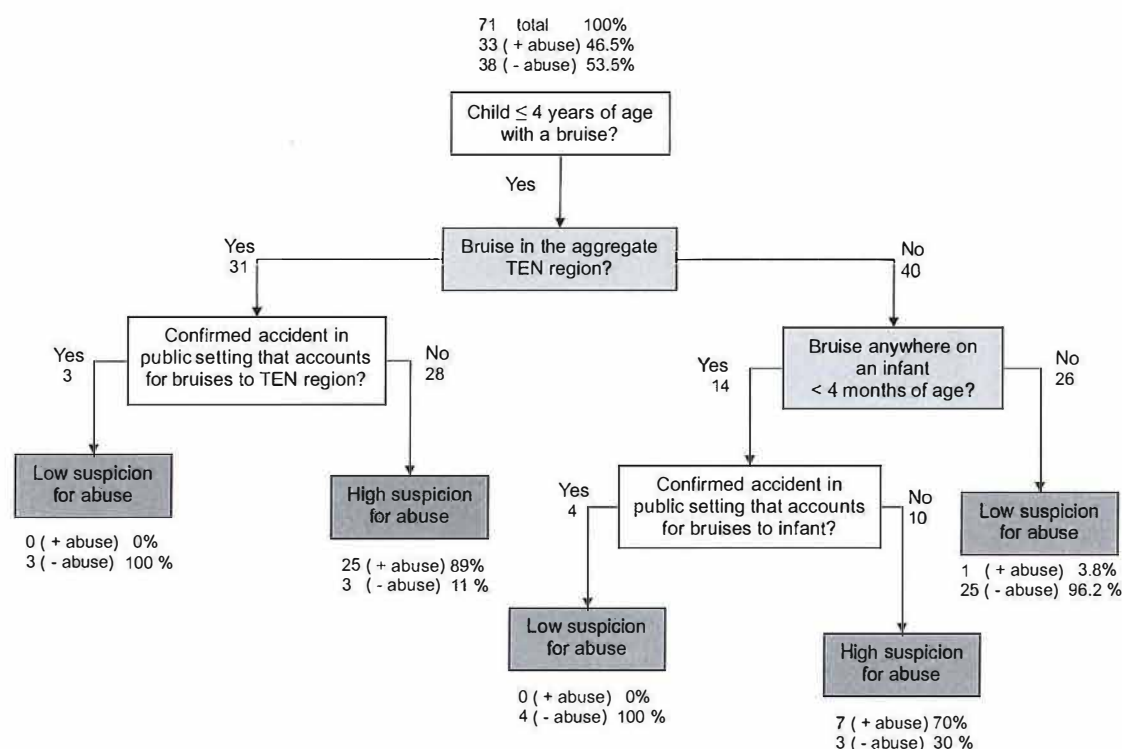 71 total 100%
33 ( + abuse) 46.5%
38 ( - abuse) 53.5%
Child ≤ 4 years of age
with a bruise?
Yes
Bruise in the aggregate
TEN region?
Yes
31
No
40
Confirmed accident in
public setting that accounts
for bruises to TEN region?
Yes
3
No
28
Bruise anywhere on
an infant
< 4 months of age?
Yes
14
No
26
Low suspicion
for abuse
0 ( + abuse) 0%
3 ( - abuse) 100 %
High suspicion
for abuse
25 ( + abuse) 89%
3 ( - abuse) 11 %
Confirmed accident in
public setting that accounts
for bruises to infant?
Yes
4
No
10
Low suspicion
for abuse
1 ( + abuse) 3.8%
25 ( - abuse) 96.2 %
Low suspicion
for abuse
0 ( + abuse) 0%
4 ( - abuse) 100 %
High suspicion
for abuse
7 ( + abuse) 70%
3 ( - abuse) 30 %